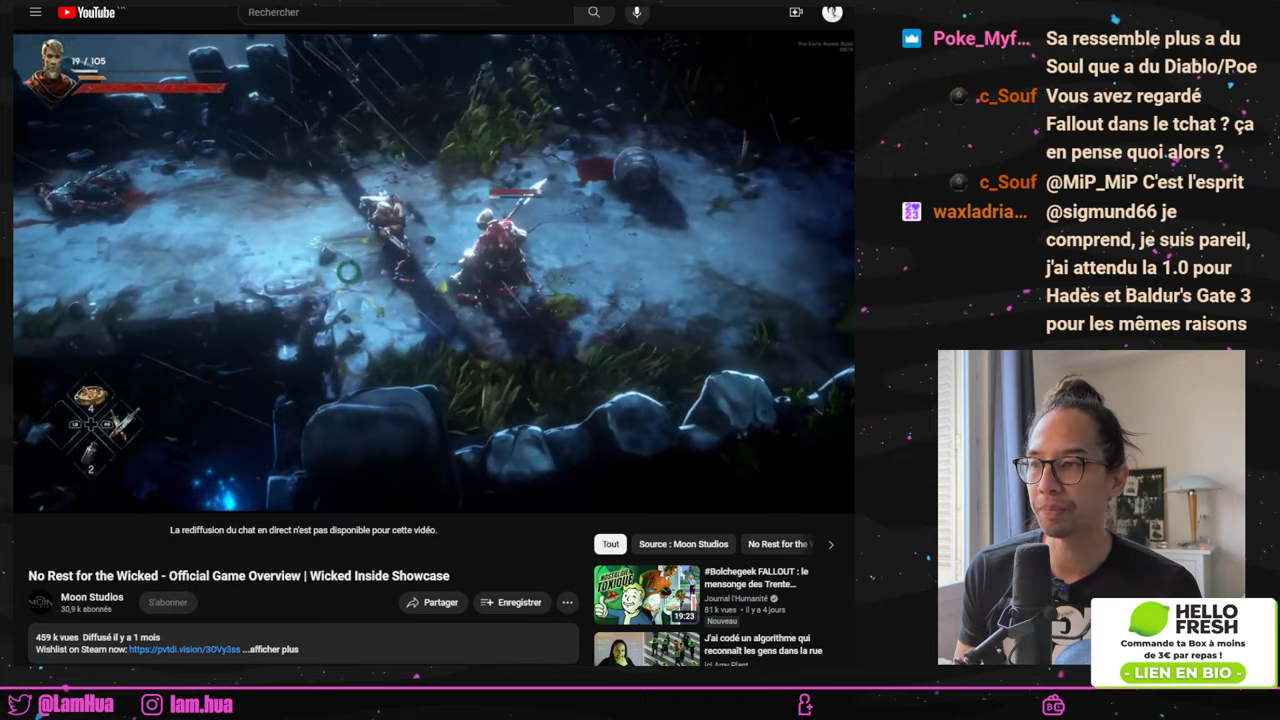 YouTube
Rechercher
19 / 105
4
LB
RB
2
La rediffusion du chat en direct n'est pas disponible pour cette vidéo.
No Rest for the Wicked - Official Game Overview | Wicked Inside Showcase
Moon Studios
30,9 k abonnés
S'abonner
Partager
Enregistrer
459 k vues Diffusé il y a 1 mois
Wishlist on Steam now: https://pvtdi.vision/3OVy3ss ...afficher plus
Tout
Source : Moon Studios
No Rest for the
NOSTALGIE TOXIQUE
19:23
#Bolchegeek FALLOUT : le
mensonge des Trente...
Journal l'Humanité
81 k vues • il y a 4 jours
Nouveau
J'ai codé un algorithme qui
reconnaît les gens dans la rue
Poke_Myf... Sa ressemble plus a du
Soul que a du Diablo/Poe
c_Souf Vous avez regardé
Fallout dans le tchat ? ça
en pense quoi alors ?
c_Souf @MiP_MiP C'est l'esprit
waxladria... @sigmund66 je
comprend, je suis pareil,
j'ai attendu la 1.0 pour
Hadès et Baldur's Gate 3
pour les mêmes raisons
HELLO
FRESH
Commande ta Box à moins
de 3€ par repas !
- LIEN EN BIO -
@LamHua
lam.hua